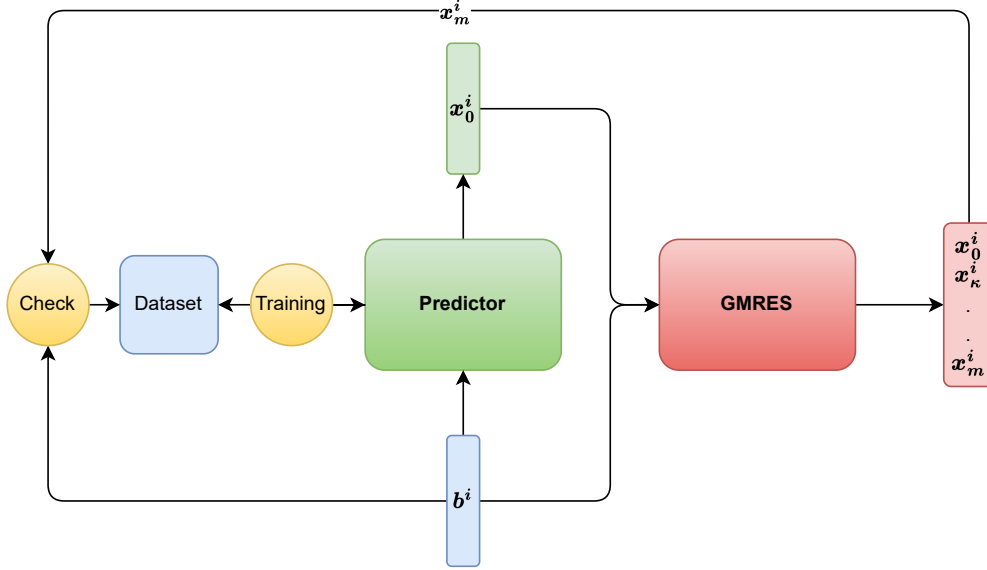 x_m^i
x_0^i
Check
Dataset
Training
Predictor
GMRES
x_0^i
x_κ^i
.
.
x_m^i
b^i